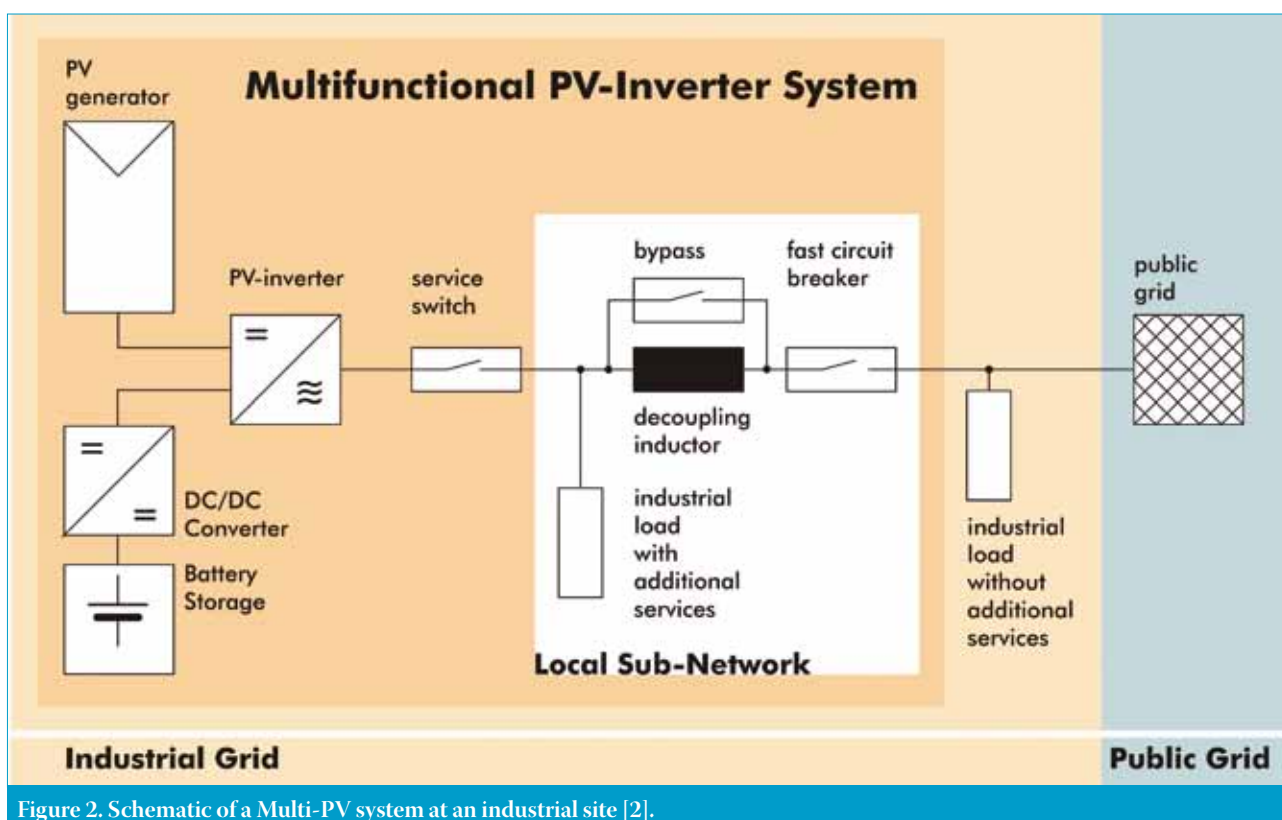 PV
generator
Multifunctional PV-Inverter System
PV-inverter
service
switch
bypass
fast circuit
breaker
public
grid
decoupling
inductor
DC/DC
Converter
Battery
Storage
industrial
load
with
additional
services
industrial
load
without
additional
services
Local Sub-Network
Industrial Grid
Public Grid
Figure 2. Schematic of a Multi-PV system at an industrial site [2].